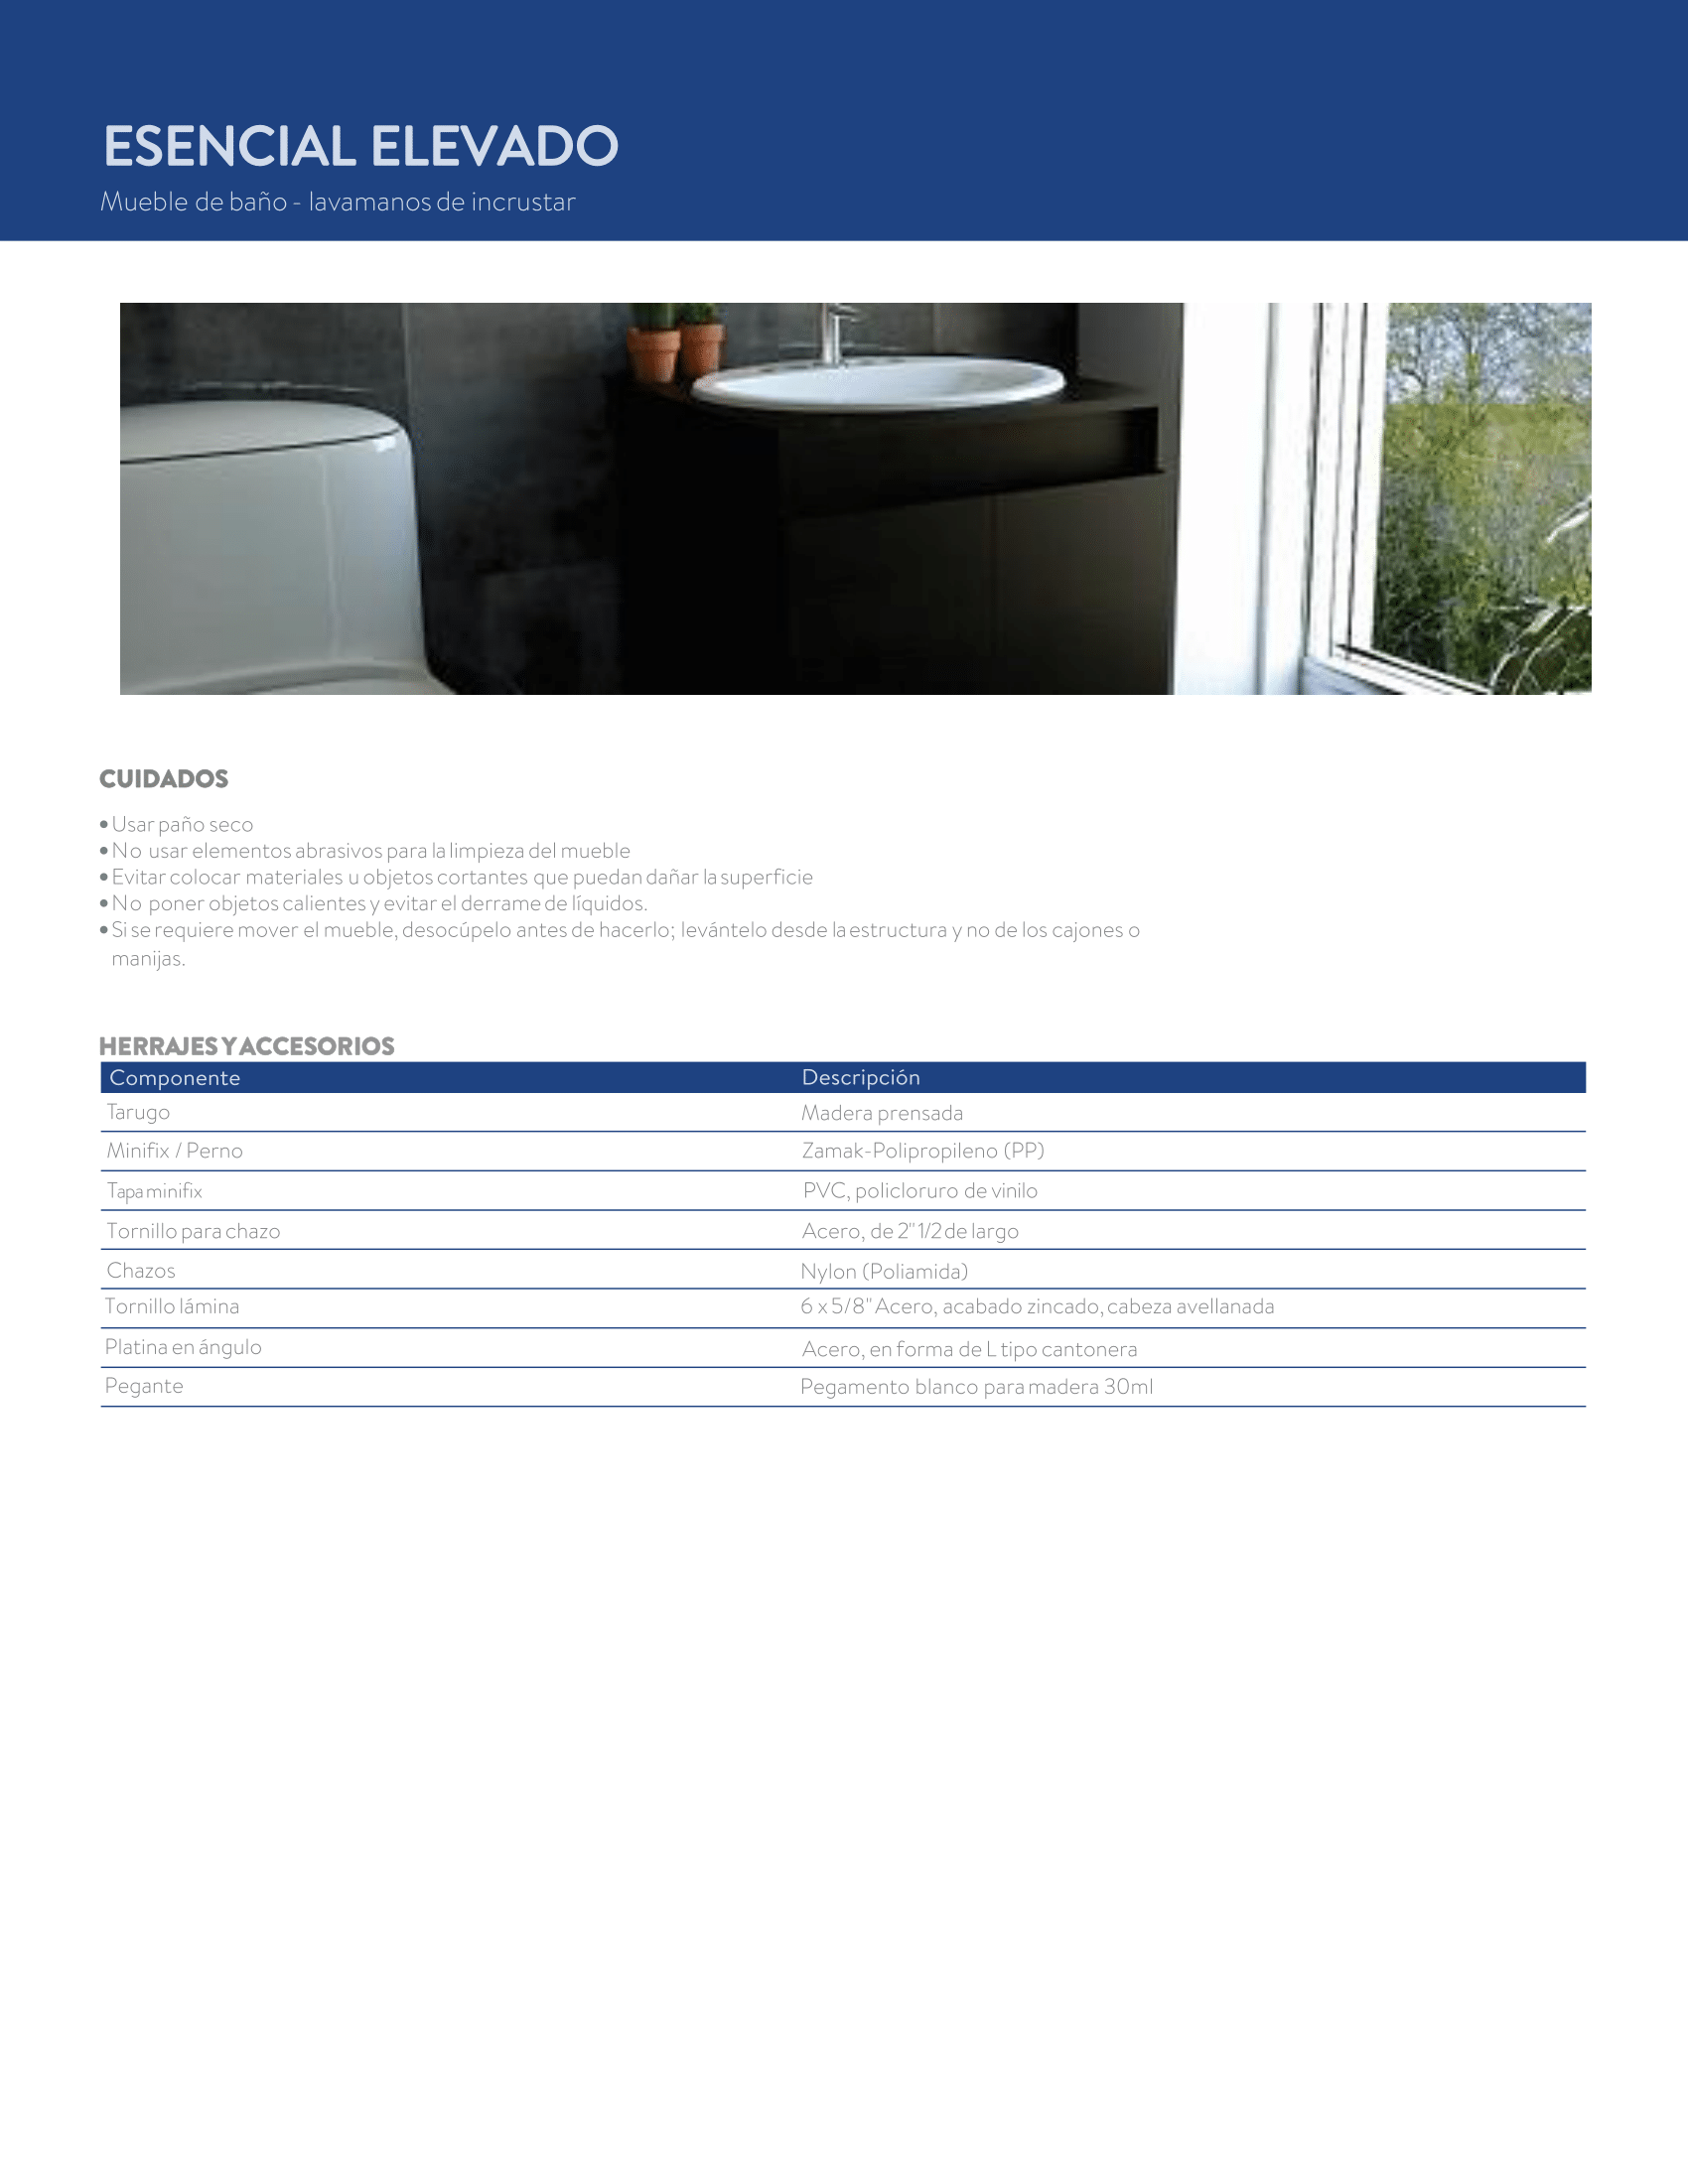 ESENCIAL ELEVADO
Mueble de baño - lavamanos de incrustar
CUIDADOS
• Usar paño seco
• No usar elementos abrasivos para la limpieza del mueble
• Evitar colocar materiales u objetos cortantes que puedan dañar la superficie
• No poner objetos calientes y evitar el derrame de líquidos.
• Si se requiere mover el mueble, desocúpelo antes de hacerlo; levántelo desde la estructura y no de los cajones o
manijas.
HERRAJES Y ACCESORIOS
Componente Descripción
Tarugo Madera prensada
Minifix / Perno Zamak-Polipropileno (PP)
Tapa minifix PVC, policloruro de vinilo
Tornillo para chazo Acero, de 2" 1/2 de largo
Chazos Nylon (Poliamida)
Tornillo lámina 6 x 5/8" Acero, acabado zincado, cabeza avellanada
Platina en ángulo Acero, en forma de L tipo cantonera
Pegante Pegamento blanco para madera 30ml